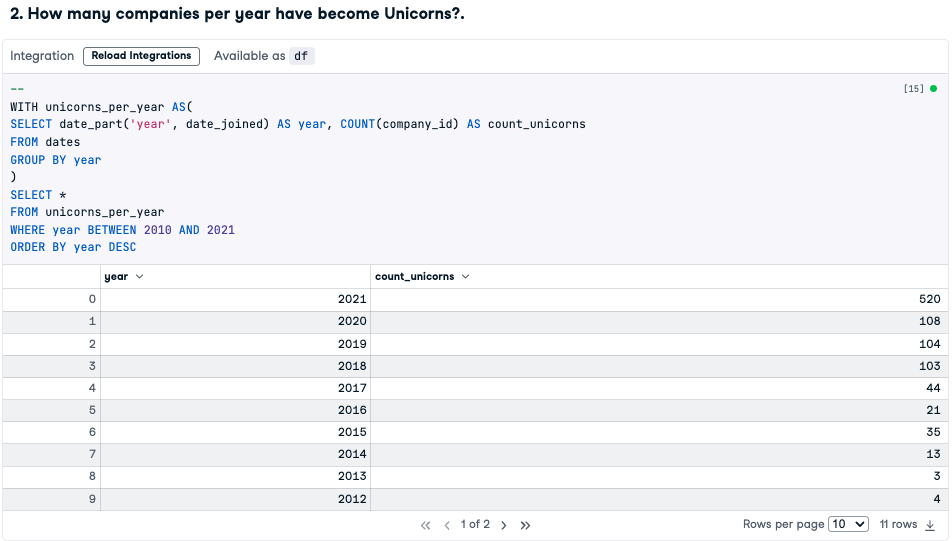 2. How many companies per year have become Unicorns?.
Integration Reload Integrations Available as df
-- [15]
WITH unicorns_per_year AS(
SELECT date_part('year', date_joined) AS year, COUNT(company_id) AS count_unicorns
FROM dates
GROUP BY year
)
SELECT *
FROM unicorns_per_year
WHERE year BETWEEN 2010 AND 2021
ORDER BY year DESC
year count_unicorns
0 2021 520
1 2020 108
2 2019 104
3 2018 103
4 2017 44
5 2016 21
6 2015 35
7 2014 13
8 2013 3
9 2012 4
1 of 2 Rows per page 10 11 rows